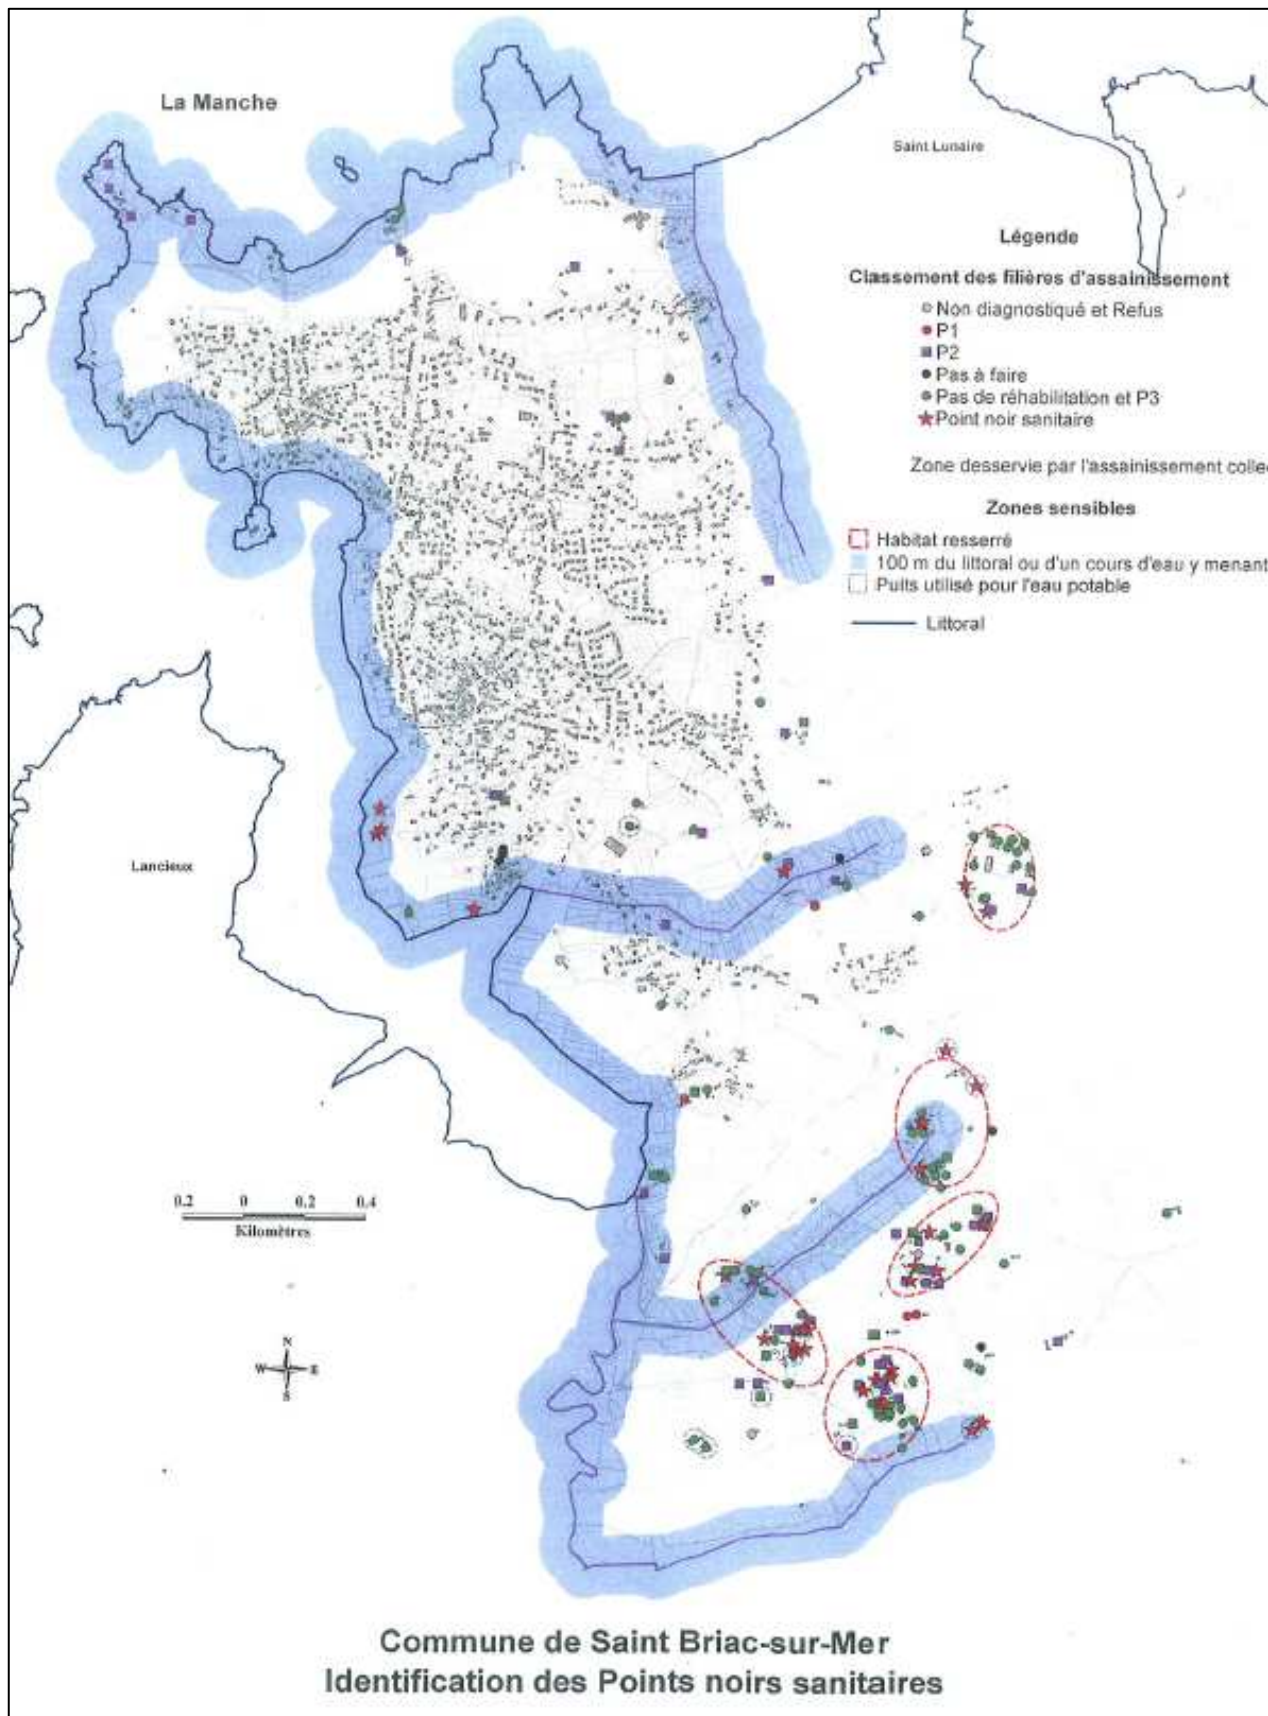 La Manche
Saint Lunaire
Légende
Classement des filières d'assainissement
Non diagnostiqué et Refus
P1
P2
Pas à faire
Pas de réhabilitation et P3
Point noir sanitaire
Zone desservie par l'assainissement collec
Zones sensibles
Habitat resserré
100 m du littoral ou d'un cours d'eau y menant
Puits utilisé pour l'eau potable
Littoral
Lancieux
0.2 0 0.2 0.4
Kilomètres
N
W E
S
Commune de Saint Briac-sur-Mer
Identification des Points noirs sanitaires